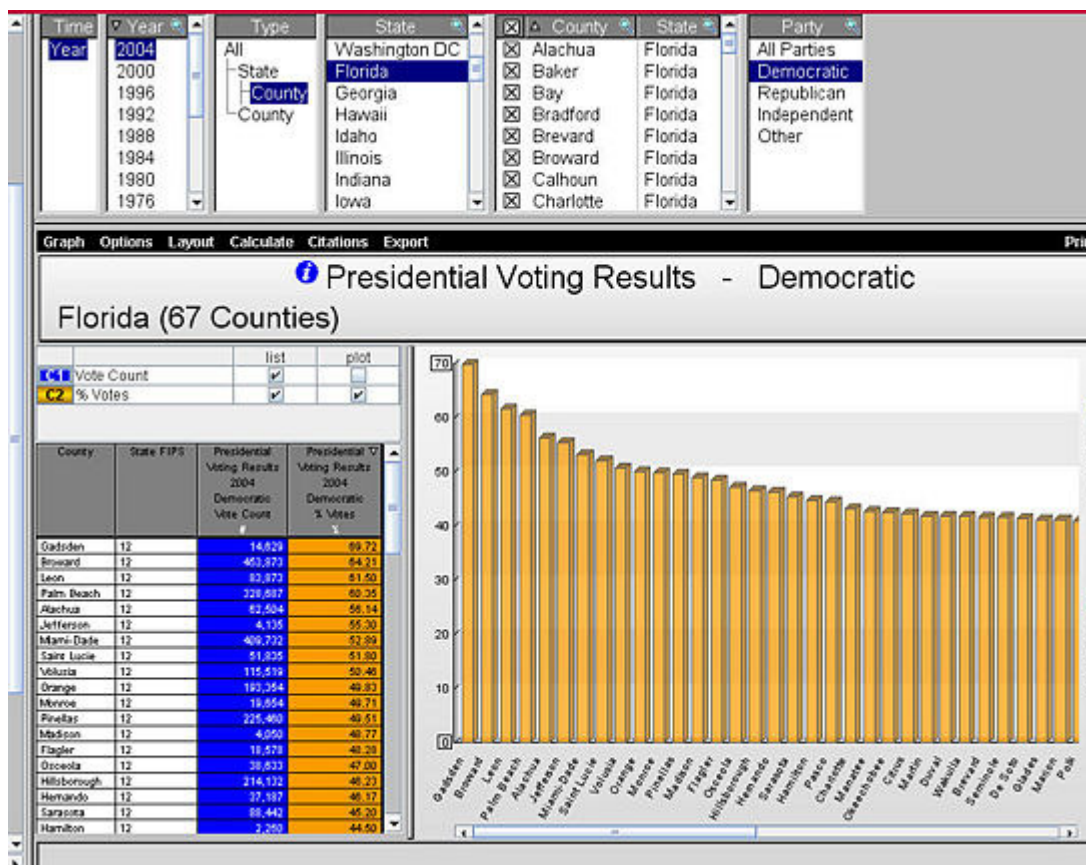 Time Year Type State County State Party
Year 2004 All Washington DC Alachua Florida All Parties
2000 State Florida Baker Florida Democratic
1996 County Georgia Bay Florida Republican
1992 County Hawaii Bradford Florida Independent
1988 Idaho Brevard Florida Other
1984 Illinois Broward Florida
1980 Indiana Calhoun Florida
1976 Iowa Charlotte Florida
Graph Options Layout Calculate Citations Export Pri
Presidential Voting Results - Democratic
Florida (67 Counties)
list plot
Vote Count
C2 % Votes
County State FIPS Presidential Voting Results 2004 Democratic Vote Count # Presidential Voting Results 2004 Democratic % Votes %
Gadsden 12 14,629 69.72
Broward 12 453,873 64.21
Leon 12 83,873 61.50
Palm Beach 12 328,687 60.35
Alachua 12 62,504 56.14
Jefferson 12 4,135 55.30
Miami-Dade 12 409,732 52.89
Saint Lucie 12 51,835 51.80
Volusia 12 115,519 50.46
Orange 12 193,354 49.83
Monroe 12 19,654 49.71
Pinellas 12 225,460 49.51
Madison 12 4,050 48.77
Flagler 12 18,578 48.28
Osceola 12 38,633 47.00
Hillsborough 12 214,132 46.23
Hernando 12 37,187 46.17
Sarasota 12 88,442 45.20
Hamilton 12 2,260 44.50
70
60
50
40
30
20
10
0
Gadsden
Broward
Leon
Palm Beach
Alachua
Jefferson
Miami-Dade
Saint Lucie
Volusia
Orange
Monroe
Pinellas
Madison
Flagler
Osceola
Hillsborough
Hernando
Sarasota
Hamilton
Pasco
Charlotte
Manatee
Okeechobee
Citrus
Martin
Duval
Wakulla
Brevard
Seminole
De Soto
Glades
Marion
Polk